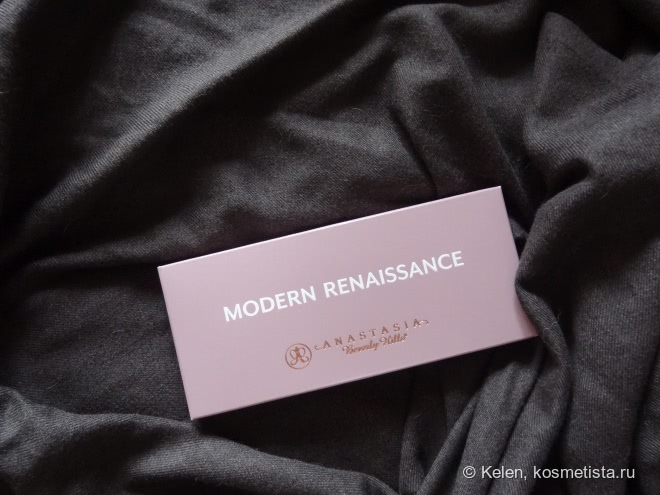 MODERN RENAISSANCE
ANASTASIA
Beverly Hills
© Kelen, kosmetista.ru